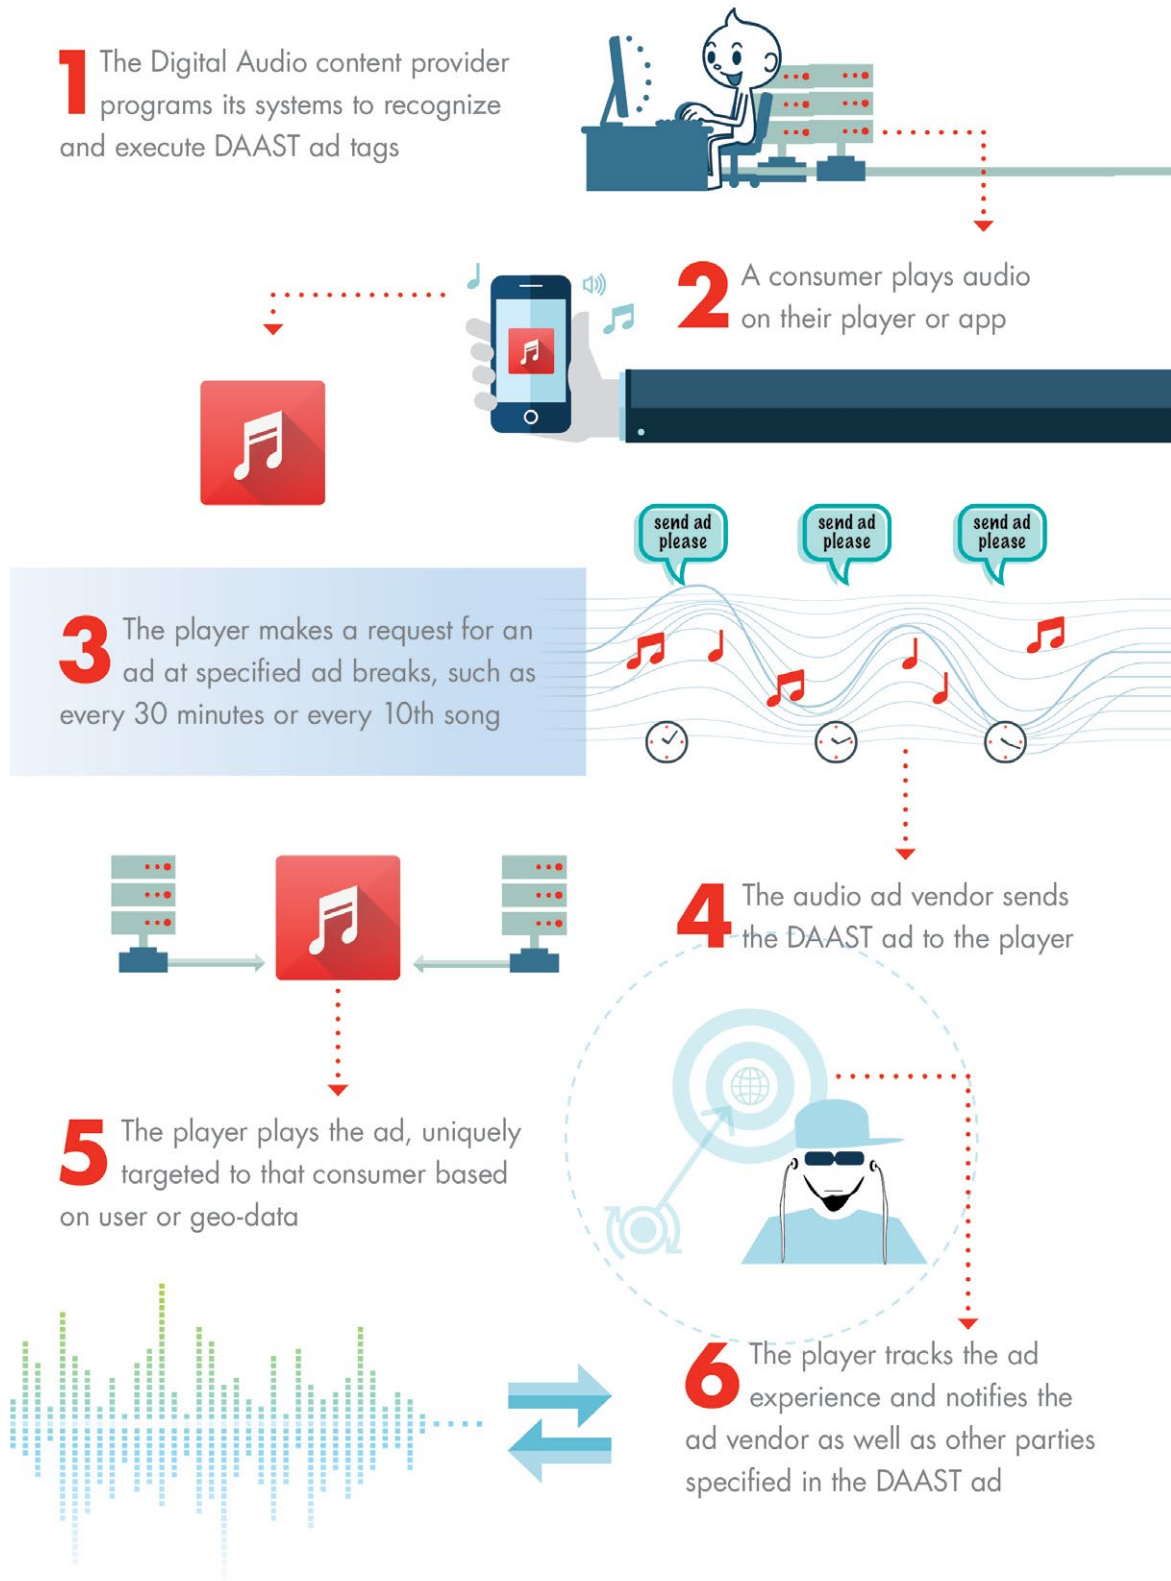 1 The Digital Audio content provider
programs its systems to recognize
and execute DAAST ad tags
2 A consumer plays audio
on their player or app
send ad
please
send ad
please
send ad
please
3 The player makes a request for an
ad at specified ad breaks, such as
every 30 minutes or every 10th song
4 The audio ad vendor sends
the DAAST ad to the player
5 The player plays the ad, uniquely
targeted to that consumer based
on user or geo-data
6 The player tracks the ad
experience and notifies the
ad vendor as well as other parties
specified in the DAAST ad